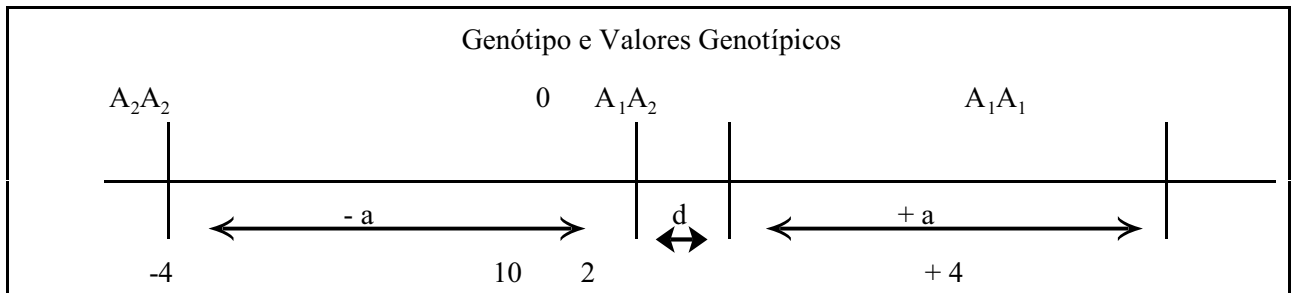 Genótipo e Valores Genotípicos
A₂A₂ 0 A₁A₂ A₁A₁
- a d + a
-4 10 2 + 4